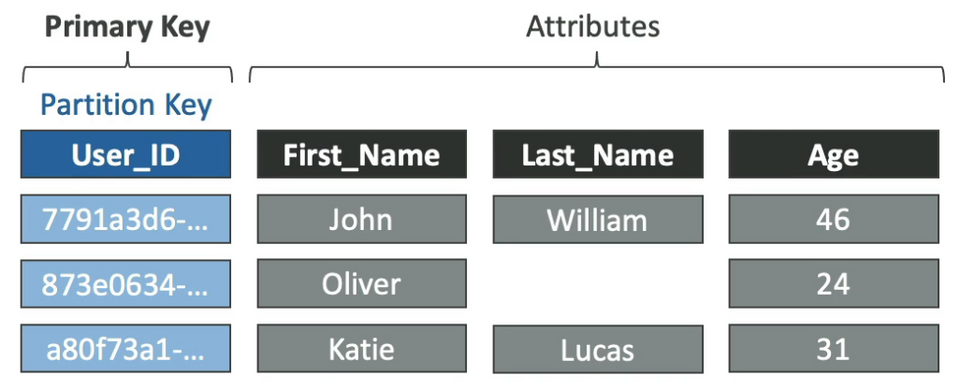 Primary Key Attributes
Partition Key
User_ID First_Name Last_Name Age
7791a3d6-... John William 46
873e0634-... Oliver 24
a80f73a1-... Katie Lucas 31